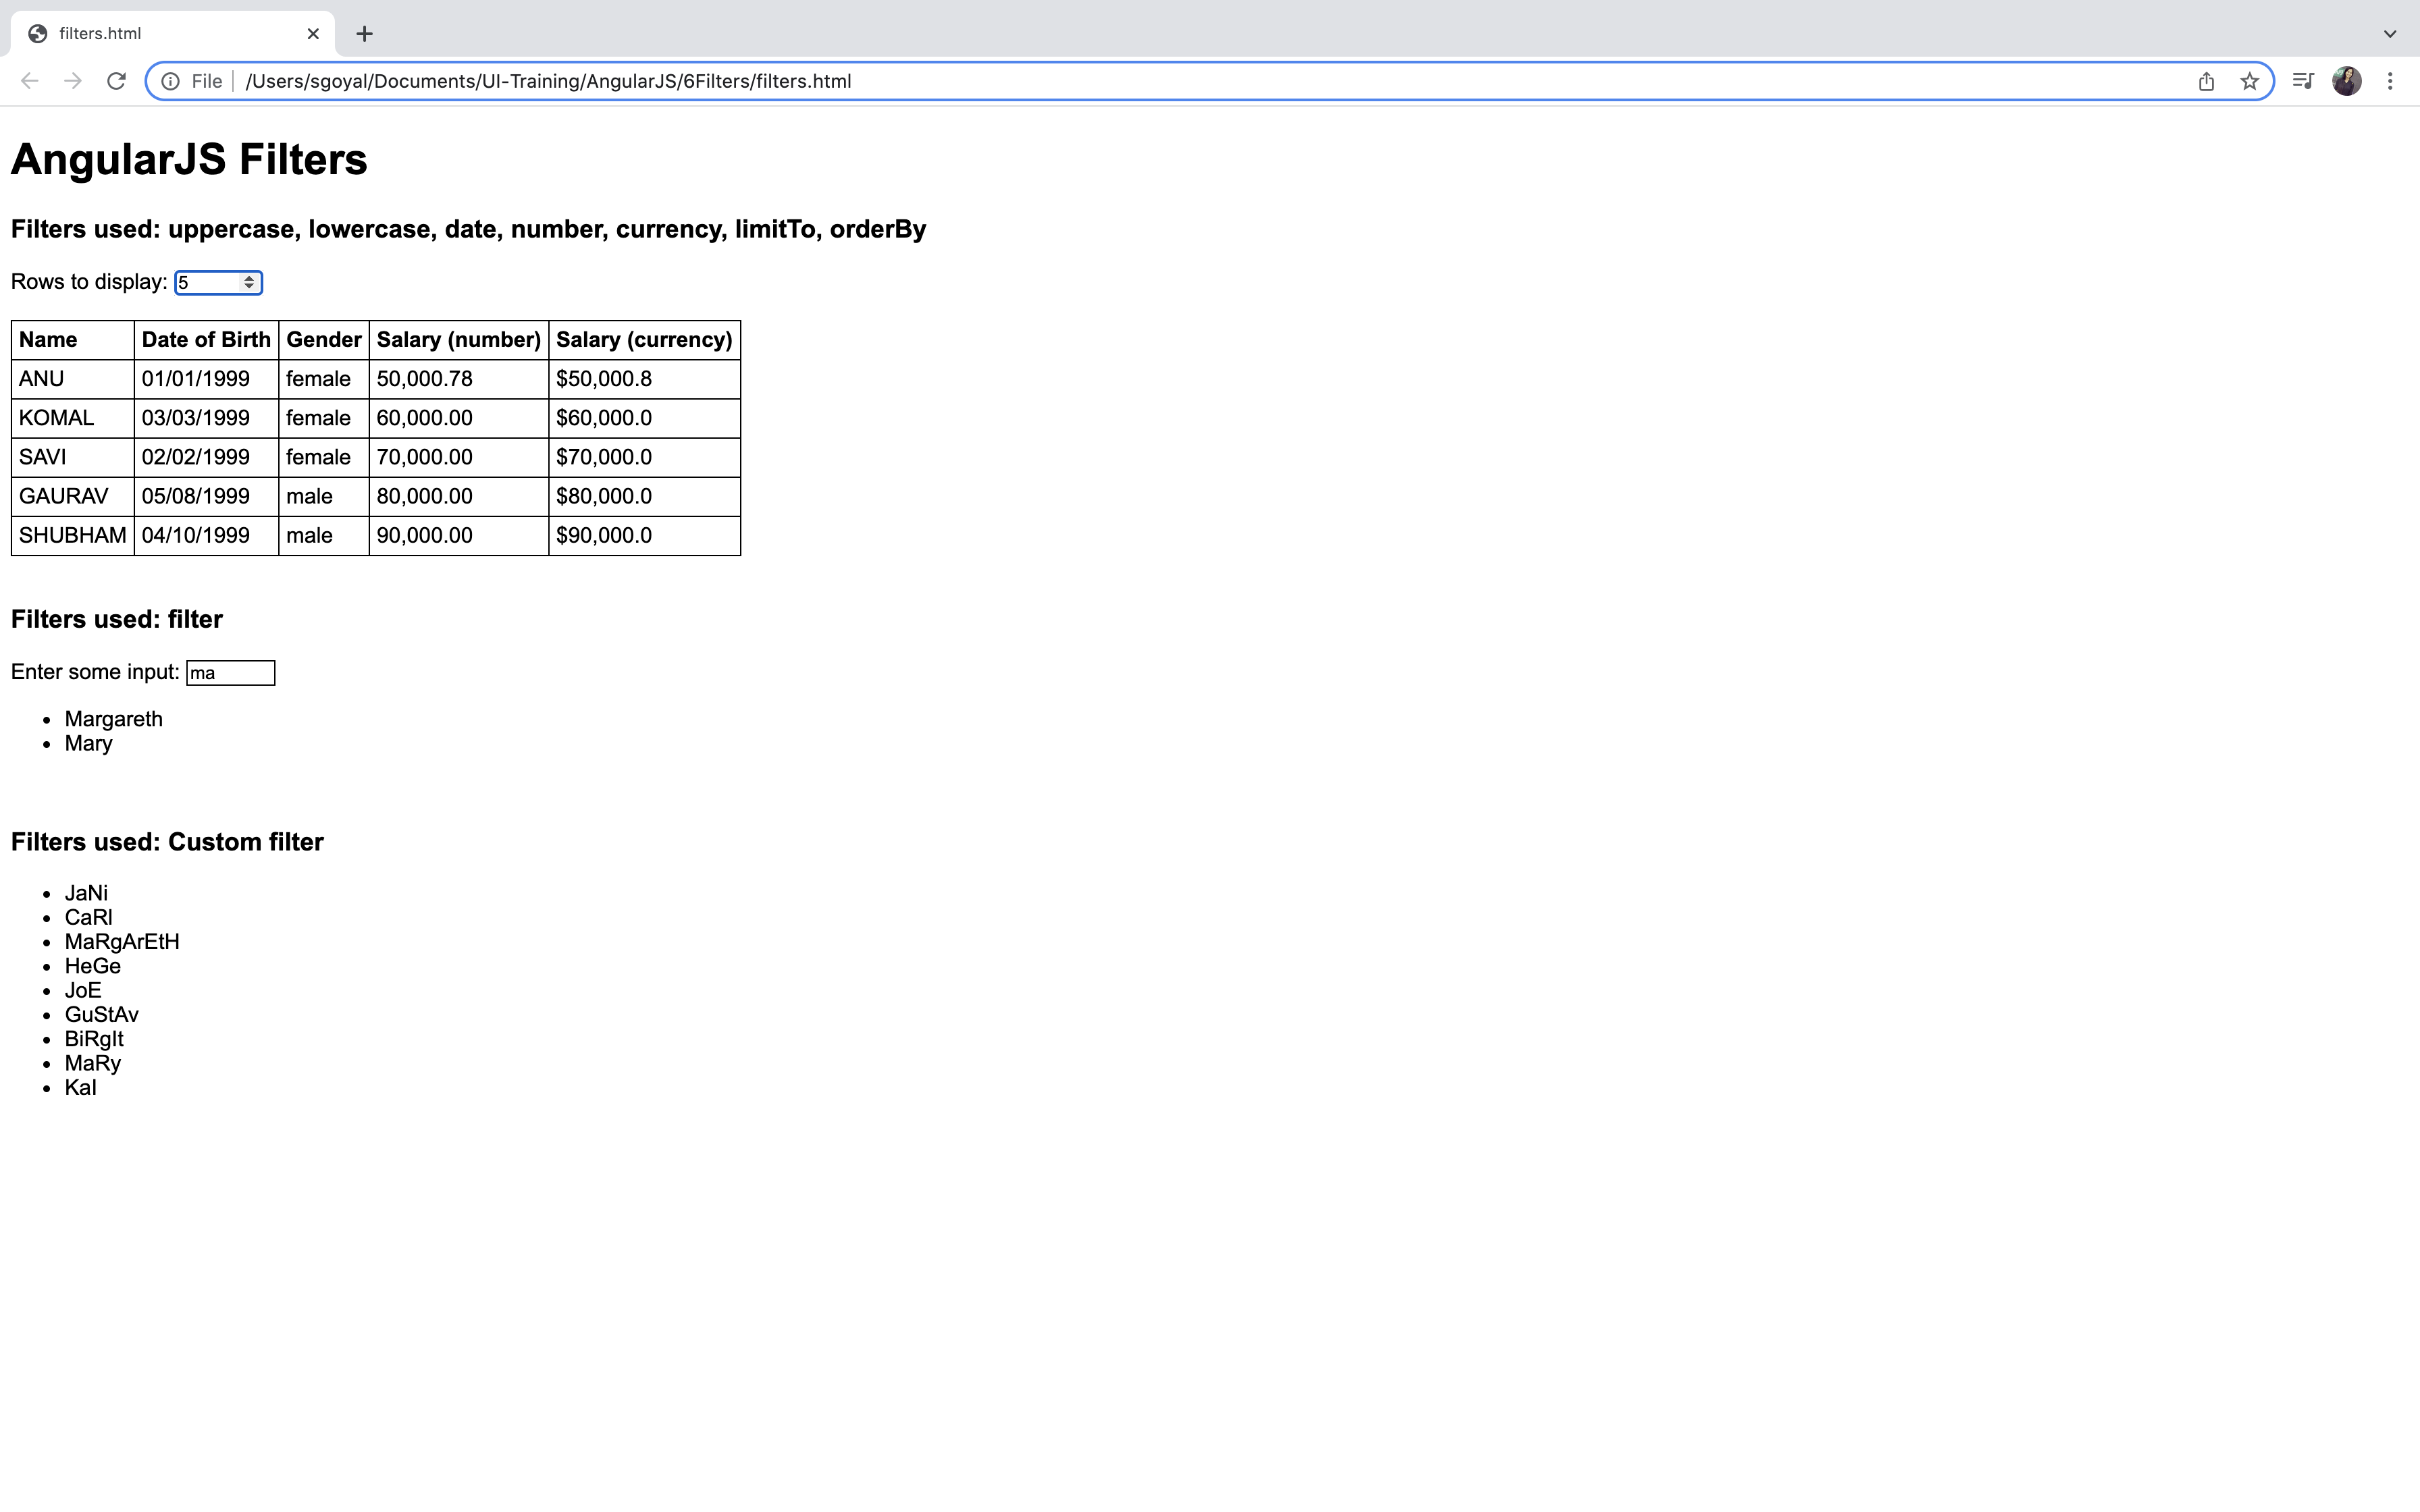 filters.html
File /Users/sgoyal/Documents/UI-Training/AngularJS/6Filters/filters.html
AngularJS Filters
Filters used: uppercase, lowercase, date, number, currency, limitTo, orderBy
Rows to display: 5
Name Date of Birth Gender Salary (number) Salary (currency)
ANU 01/01/1999 female 50,000.78 $50,000.8
KOMAL 03/03/1999 female 60,000.00 $60,000.0
SAVI 02/02/1999 female 70,000.00 $70,000.0
GAURAV 05/08/1999 male 80,000.00 $80,000.0
SHUBHAM 04/10/1999 male 90,000.00 $90,000.0
Filters used: filter
Enter some input: ma
Margareth
Mary
Filters used: Custom filter
JaNi
CaRl
MaRgArEtH
HeGe
JoE
GuStAv
BiRgIt
MaRy
KaI